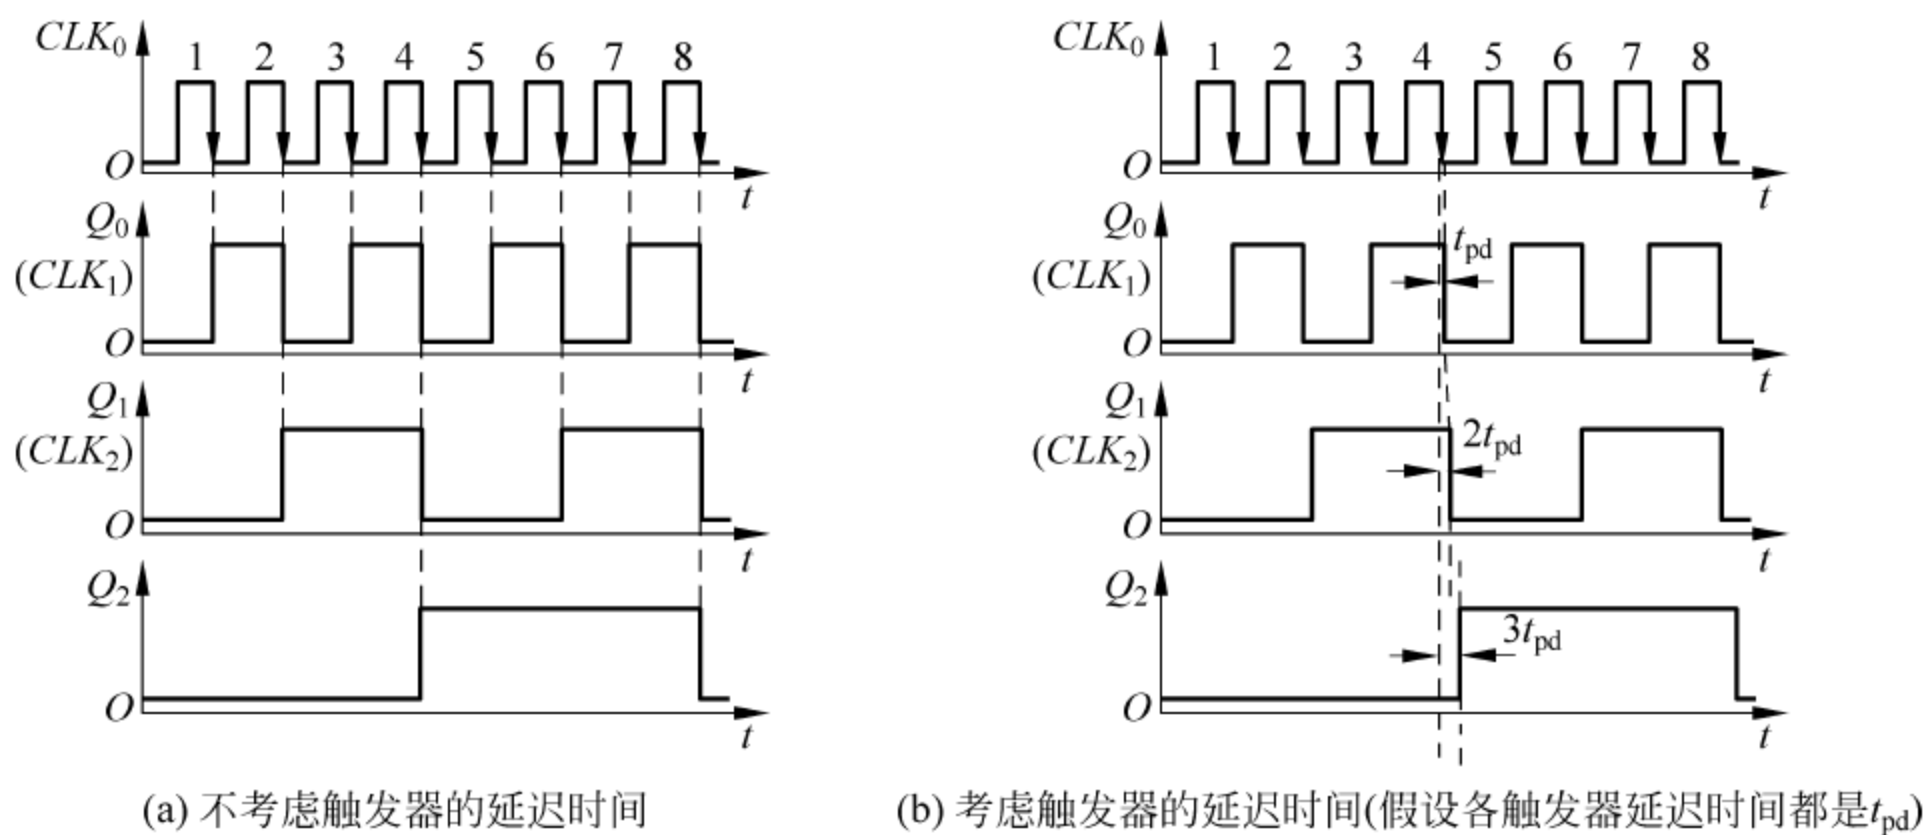 CLK₀ 1 2 3 4 5 6 7 8
O
t
Q₀
(CLK₁)
O
t
Q₁
(CLK₂)
O
t
Q₂
O
t
(a) 不考虑触发器的延迟时间
CLK₀ 1 2 3 4 5 6 7 8
O
t
Q₀
tpd
(CLK₁)
O
t
Q₁
2tpd
(CLK₂)
O
t
Q₂
3tpd
O
t
(b) 考虑触发器的延迟时间(假设各触发器延迟时间都是tpd)